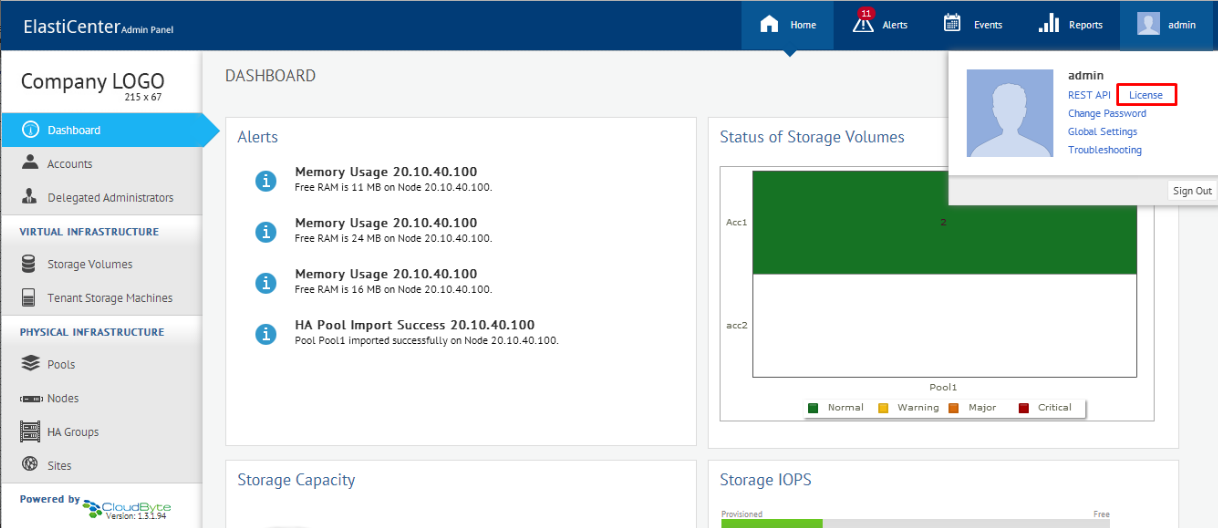 ElastiCenter Admin Panel
Home
11
Alerts
Events
Reports
admin
Company LOGO
215 x 67
Dashboard
Accounts
Delegated Administrators
VIRTUAL INFRASTRUCTURE
Storage Volumes
Tenant Storage Machines
PHYSICAL INFRASTRUCTURE
Pools
Nodes
HA Groups
Sites
Powered by
CloudByte
Version: 1.3.1.94
DASHBOARD
Alerts
Memory Usage 20.10.40.100
Free RAM is 11 MB on Node 20.10.40.100.
Memory Usage 20.10.40.100
Free RAM is 24 MB on Node 20.10.40.100.
Memory Usage 20.10.40.100
Free RAM is 16 MB on Node 20.10.40.100.
HA Pool Import Success 20.10.40.100
Pool Pool1 imported successfully on Node 20.10.40.100.
Status of Storage Volumes
Acc1
2
acc2
Pool1
Normal Warning Major Critical
admin
REST API License
Change Password
Global Settings
Troubleshooting
Sign Out
Storage Capacity
Storage IOPS
Provisioned Free